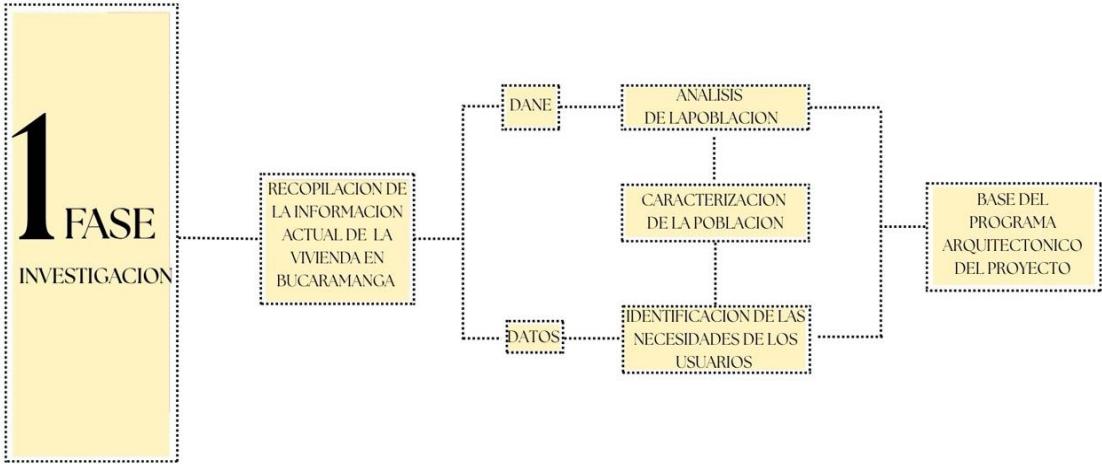 1 FASE
INVESTIGACION
RECOPILACION DE
LA INFORMACION
ACTUAL DE LA
VIVIENDA EN
BUCARAMANGA
DANE
ANALISIS
DE LAPOBLACION
CARACTERIZACION
DE LA POBLACION
DATOS
IDENTIFICACION DE LAS
NECESIDADES DE LOS
USUARIOS
BASE DEL
PROGRAMA
ARQUITECTONICO
DEL PROYECTO